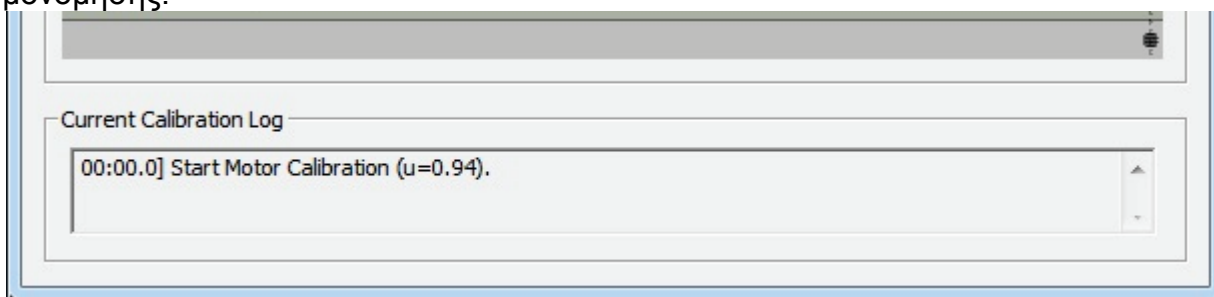 Current Calibration Log
00:00.0] Start Motor Calibration (u=0.94).